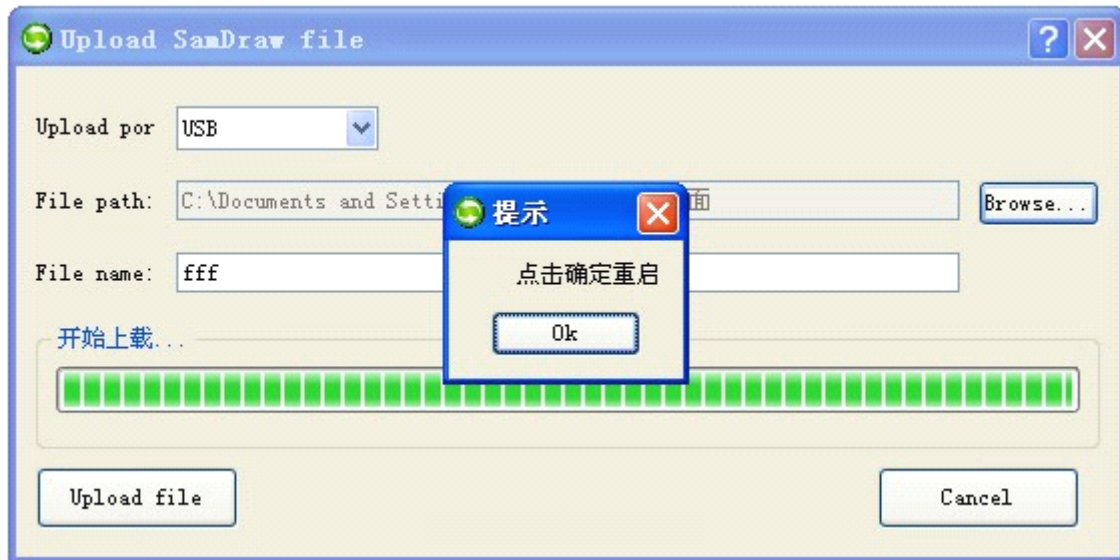 Upload SamDraw file
Upload por
USB
File path:
C:\Documents and Setti
面
Browse...
提示
点击确定重启
Ok
File name:
fff
开始上载...
Upload file
Cancel